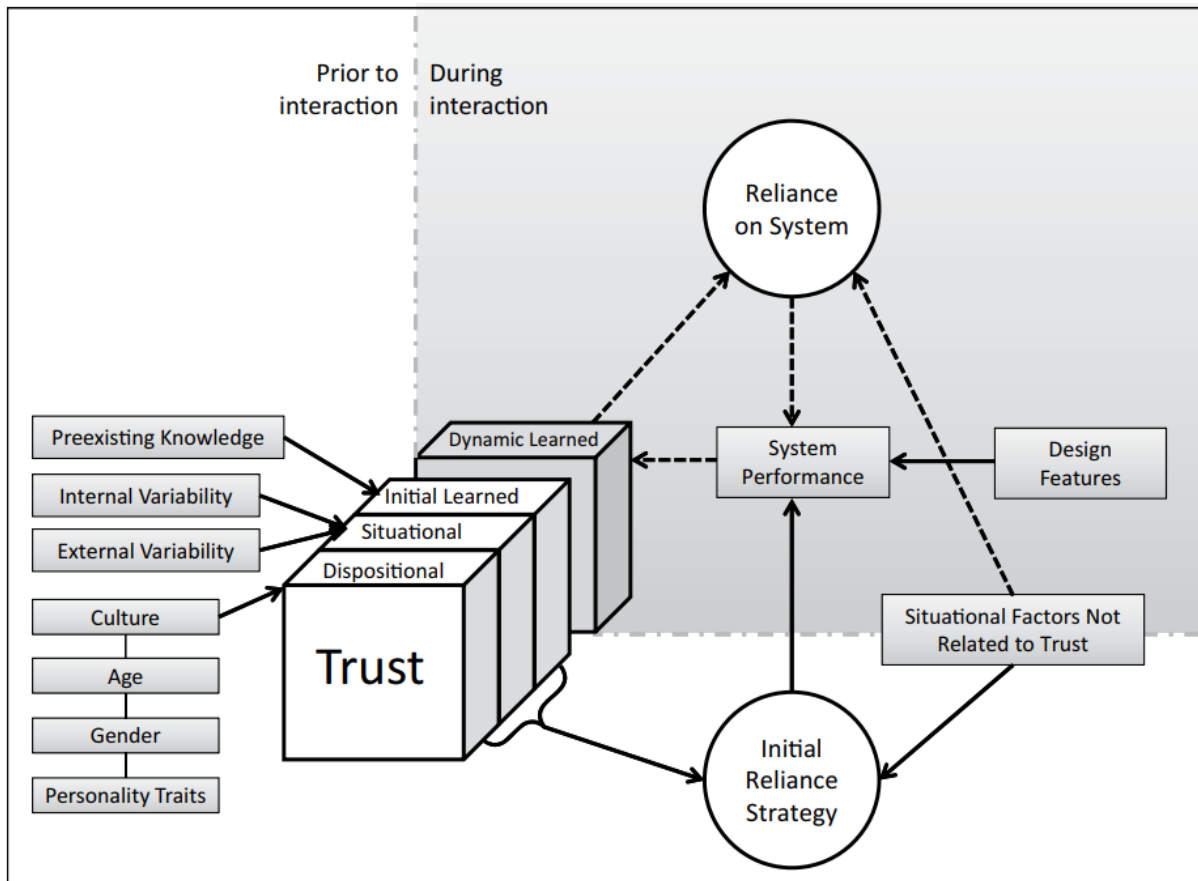 Prior to
interaction
During
interaction
Reliance
on System
Preexisting Knowledge
Internal Variability
External Variability
Culture
Age
Gender
Personality Traits
Dynamic Learned
Initial Learned
Situational
Dispositional
Trust
System
Performance
Design
Features
Situational Factors Not
Related to Trust
Initial
Reliance
Strategy